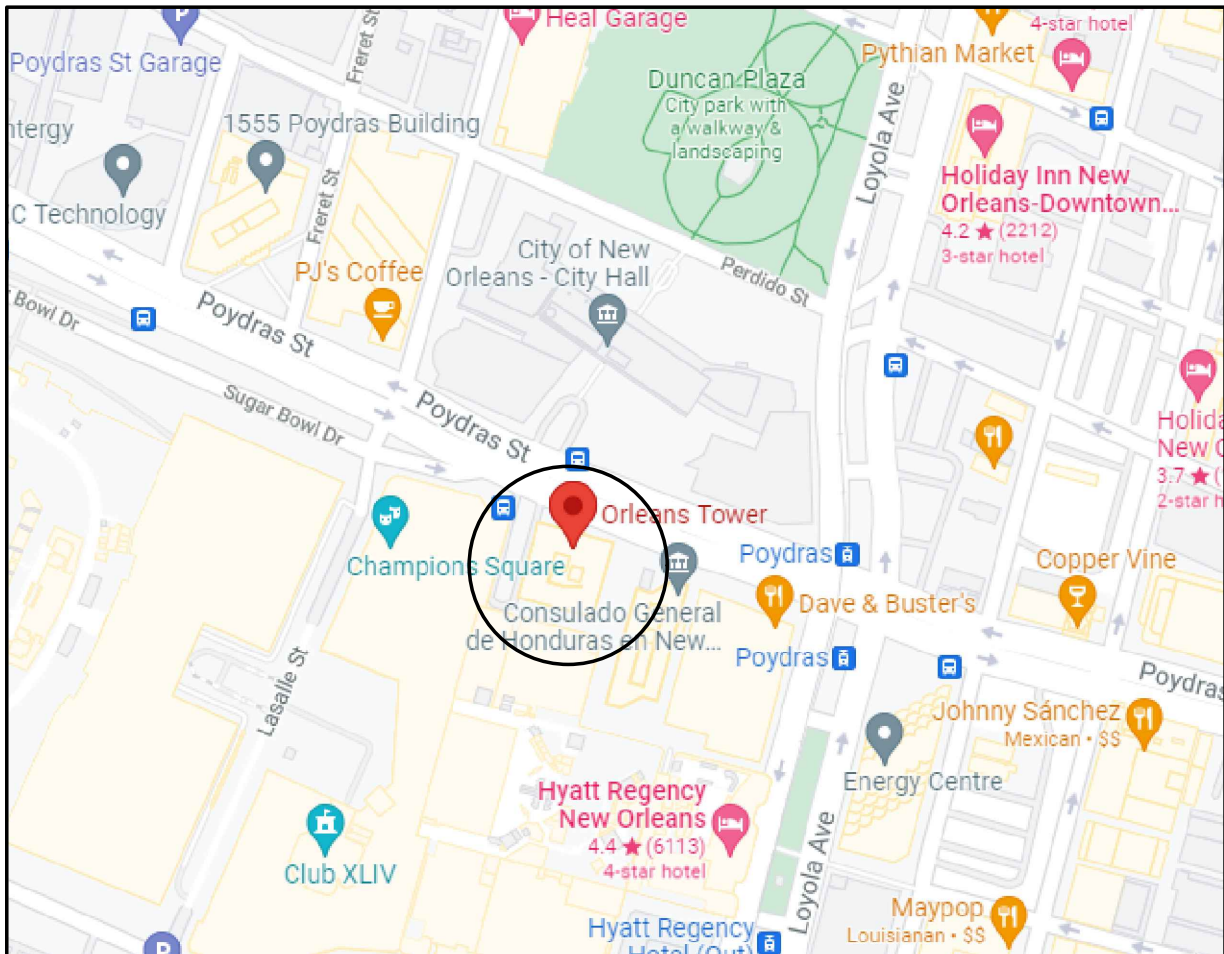 P
Heal Garage
4-star hotel
Poydras St Garage
Freret St
Pythian Market
Duncan Plaza
City park with
a walkway &
landscaping
Loyola Ave
ntergy
1555 Poydras Building
Holiday Inn New
Orleans-Downtown...
4.2 ★ (2212)
3-star hotel
C Technology
Freret St
City of New
Orleans - City Hall
Perdido St
PJ's Coffee
Bowl Dr
Poydras St
Sugar Bowl Dr
Poydras St
Holida
New O
3.7 ★ (
2-star h
Orleans Tower
Champions Square
Poydras
Copper Vine
Consulado General
de Honduras en New...
Dave & Buster's
Poydras
Poydras
Lasalle St
Johnny Sánchez
Mexican • $$
Energy Centre
Hyatt Regency
New Orleans
4.4 ★ (6113)
4-star hotel
Club XLIV
Loyola Ave
Maypop
Louisianan • $$
Hyatt Regency
Hotel (Out)
P